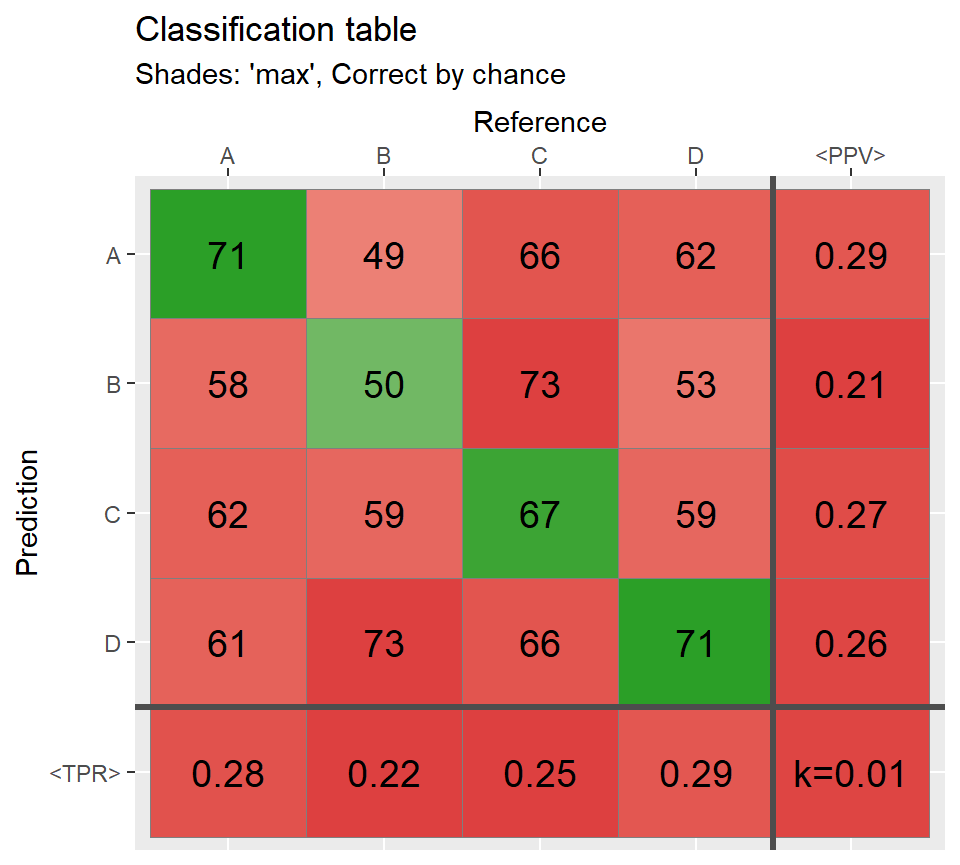 Classification table
Shades: 'max', Correct by chance
Reference
A B C D <PPV>
A 71 49 66 62 0.29
B 58 50 73 53 0.21
C 62 59 67 59 0.27
D 61 73 66 71 0.26
<TPR> 0.28 0.22 0.25 0.29 k=0.01
Prediction